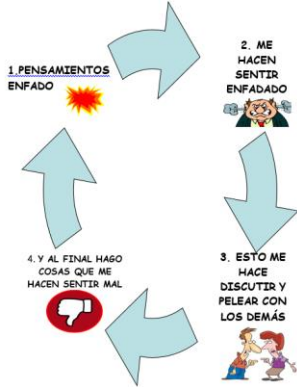 1.PENSAMIENTOS
ENFADO
2. ME
HACEN
SENTIR
ENFADADO
3. ESTO ME
HACE
DISCUTIR Y
PELEAR CON
LOS DEMÁS
4. Y AL FINAL HAGO
COSAS QUE ME
HACEN SENTIR MAL